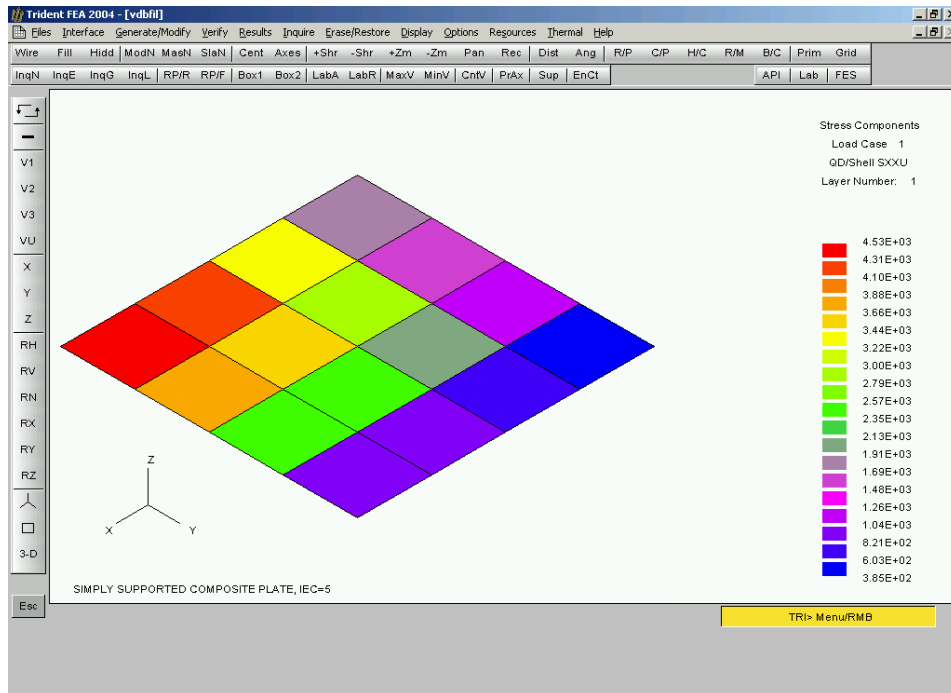 Trident FEA 2004 - [vdbfil]
Files Interface Generate/Modify Verify Results Inquire Erase/Restore Display Options Resources Thermal Help
Wire Fill Hidd ModN MasN SlaN Cent Axes +Shr -Shr +Zm -Zm Pan Rec Dist Ang R/P C/P H/C R/M B/C Prim Grid
InqN InqE InqG InqL RP/R RP/F Box1 Box2 LabA LabR MaxV MinV CntV PrAx Sup EnCt API Lab FES
V1
V2
V3
VU
X
Y
Z
RH
RV
RN
RX
RY
RZ
3-D
Esc
Stress Components
Load Case 1
QD/Shell SXXU
Layer Number: 1
4.53E+03
4.31E+03
4.10E+03
3.88E+03
3.66E+03
3.44E+03
3.22E+03
3.00E+03
2.79E+03
2.57E+03
2.35E+03
2.13E+03
1.91E+03
1.69E+03
1.48E+03
1.26E+03
1.04E+03
8.21E+02
6.03E+02
3.85E+02
Z
X Y
SIMPLY SUPPORTED COMPOSITE PLATE, IEC=5
TRI> Menu/RMB